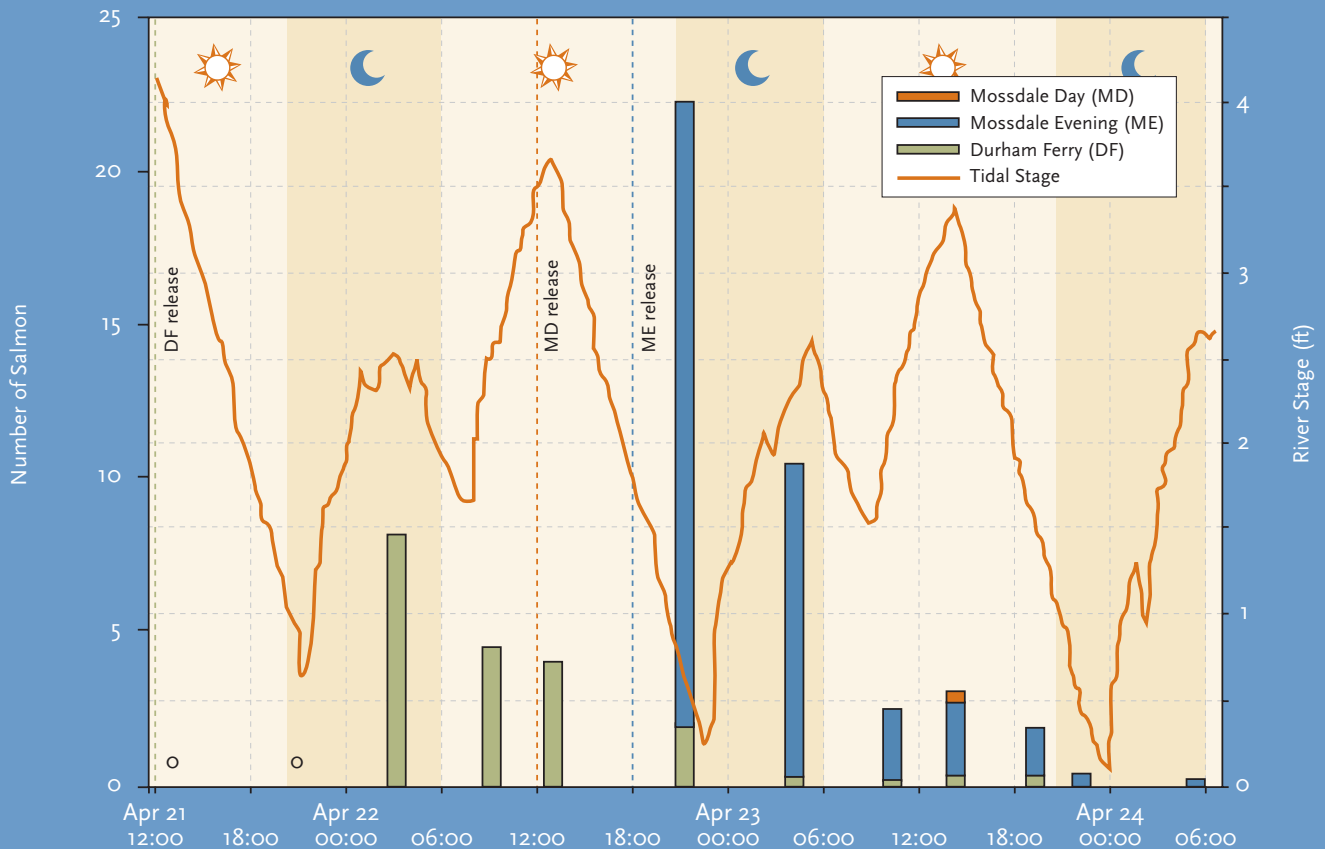 25
20
15
10
5
0
Number of Salmon
4
3
2
1
0
River Stage (ft)
Mossdale Day (MD)
Mossdale Evening (ME)
Durham Ferry (DF)
Tidal Stage
DF release
MD release
ME release
0
0
Apr 21 Apr 22 Apr 23 Apr 24
12:00 18:00 00:00 06:00 12:00 18:00 00:00 06:00 12:00 18:00 00:00 06:00